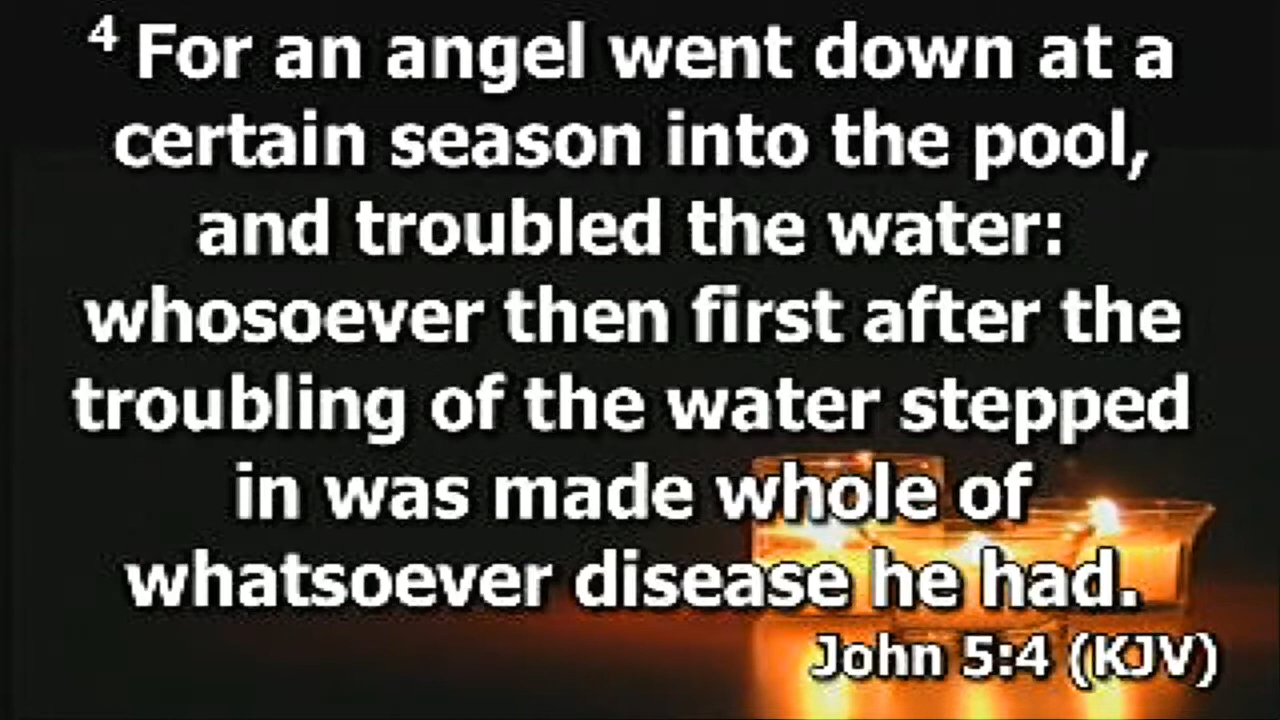 4 For an angel went down at a
certain season into the pool,
and troubled the water:
whosoever then first after the
troubling of the water stepped
in was made whole of
whatsoever disease he had.
John 5:4 (KJV)